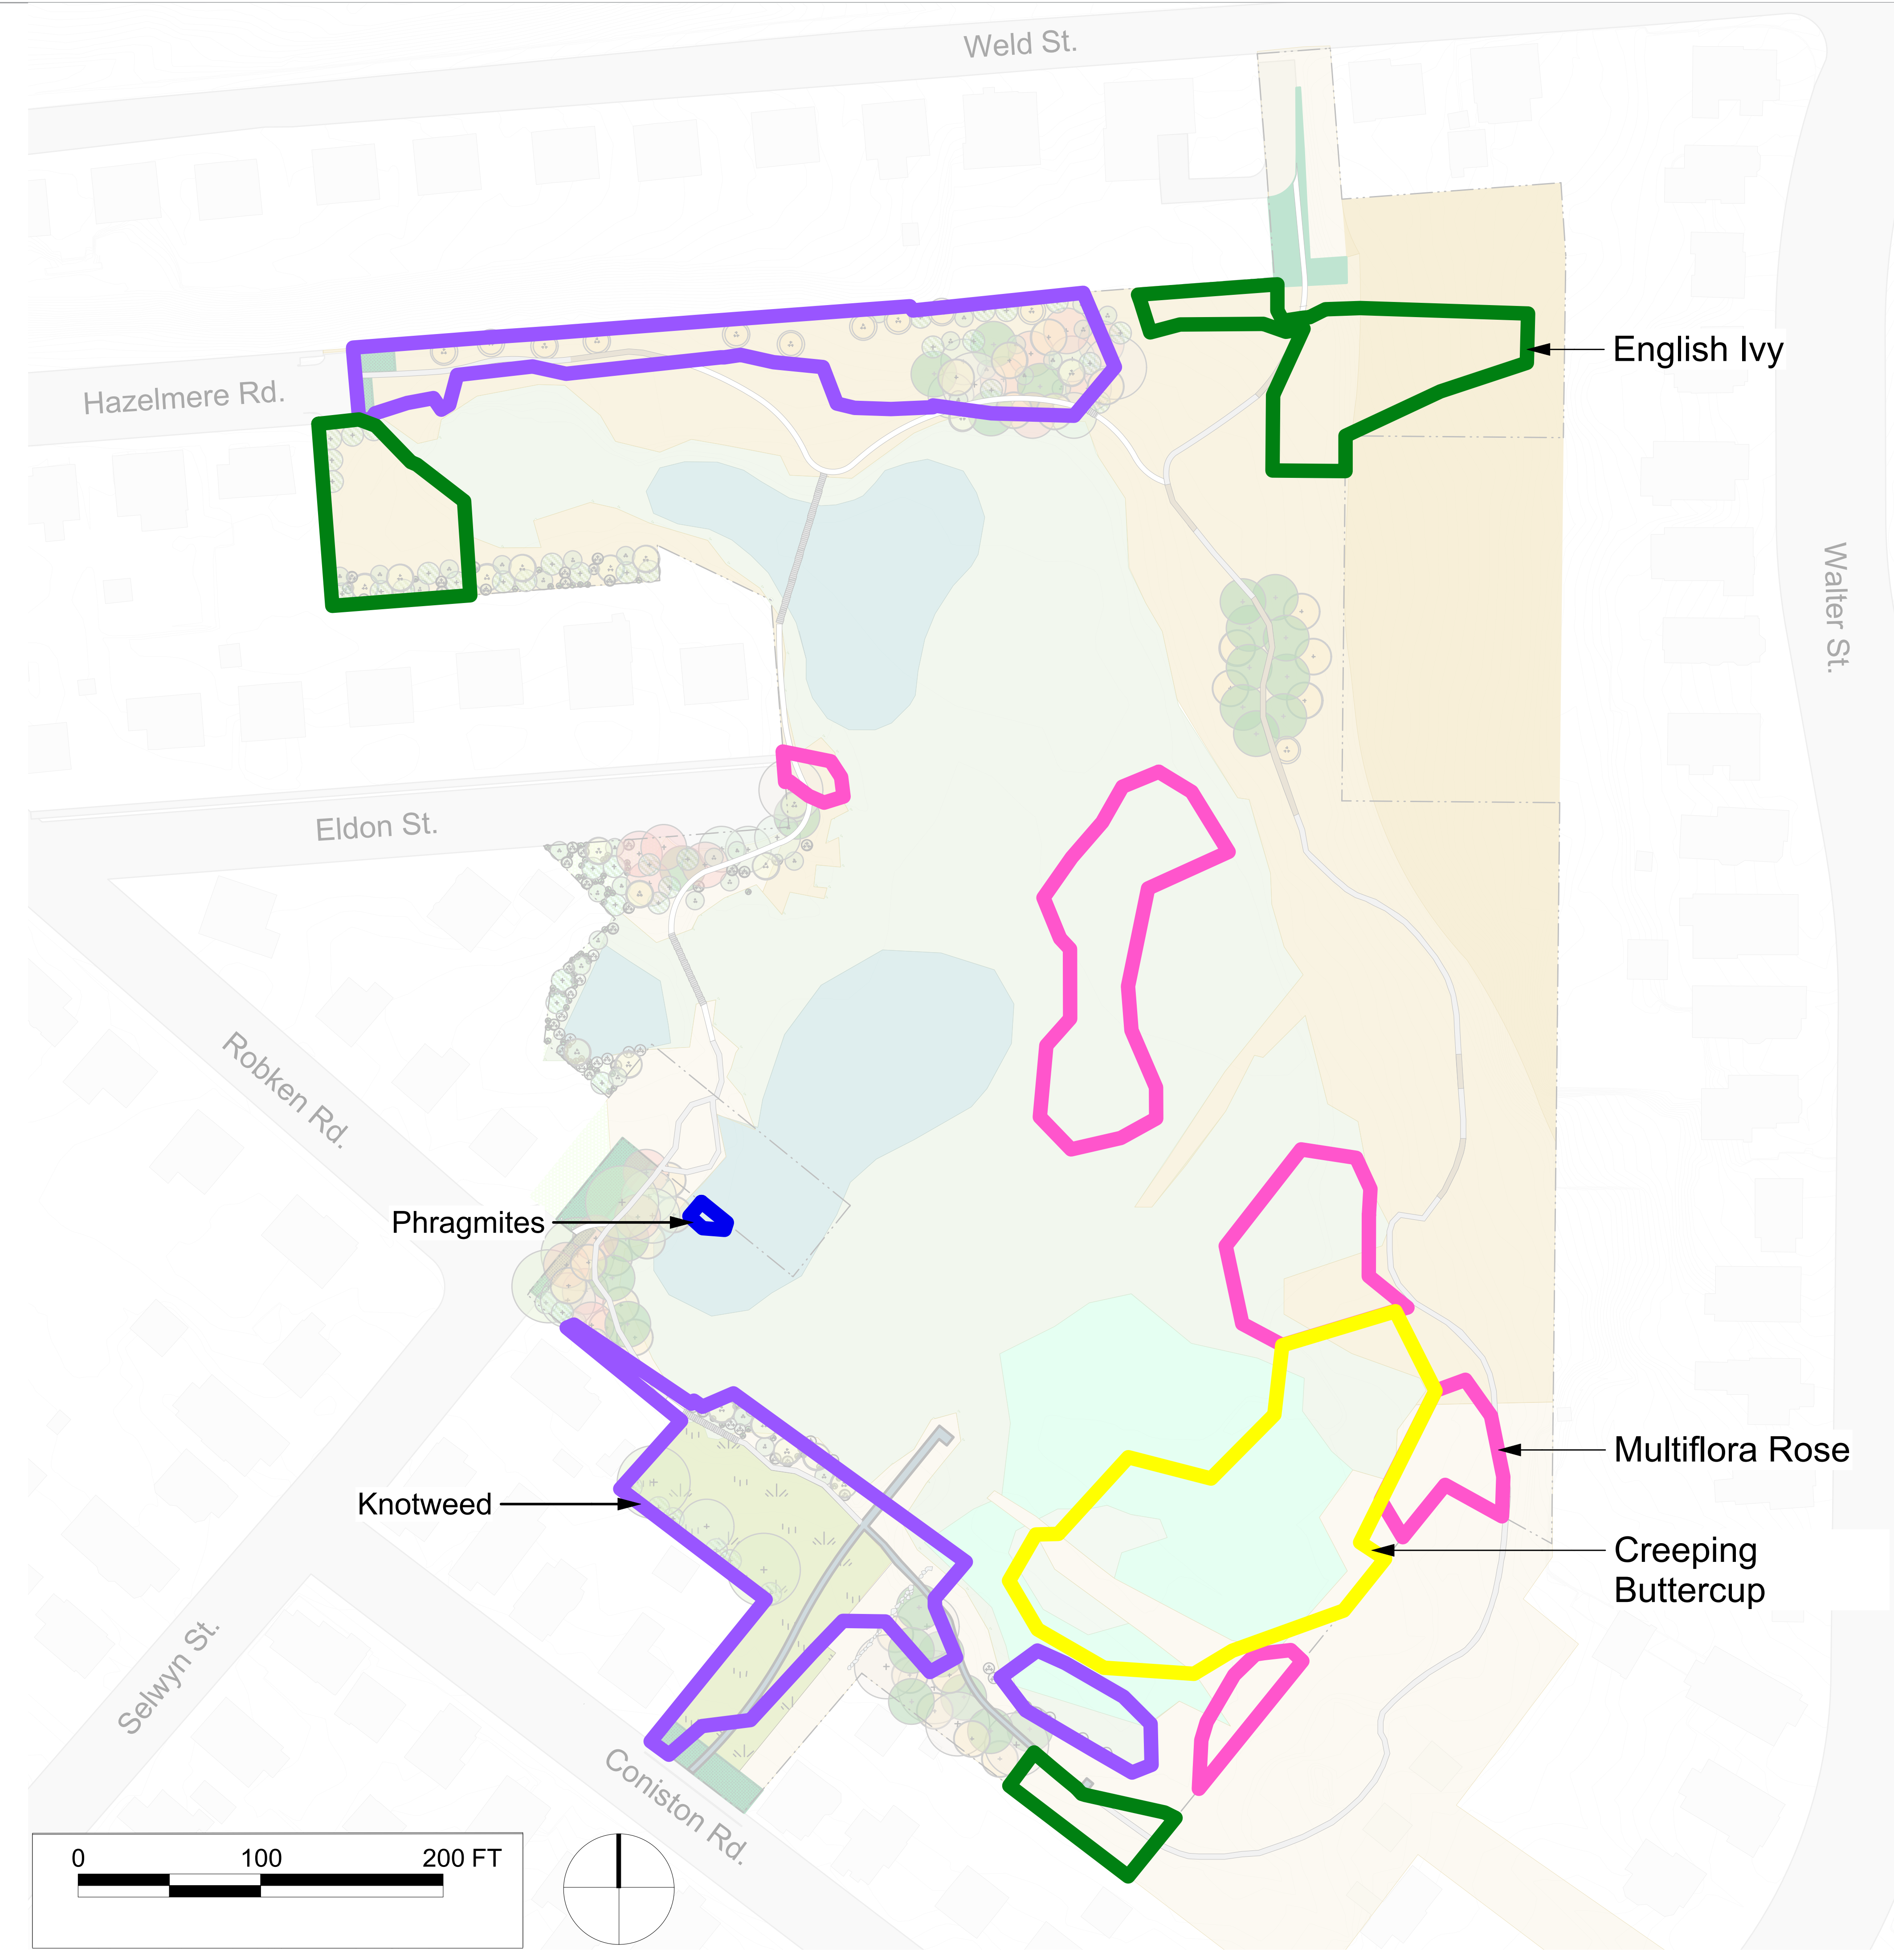 Weld St.
English Ivy
Hazelmere Rd.
Walter St.
Eldon St.
Robken Rd.
Phragmites
Multiflora Rose
Knotweed
Creeping
Buttercup
Selwyn St.
Coniston Rd.
0 100 200 FT